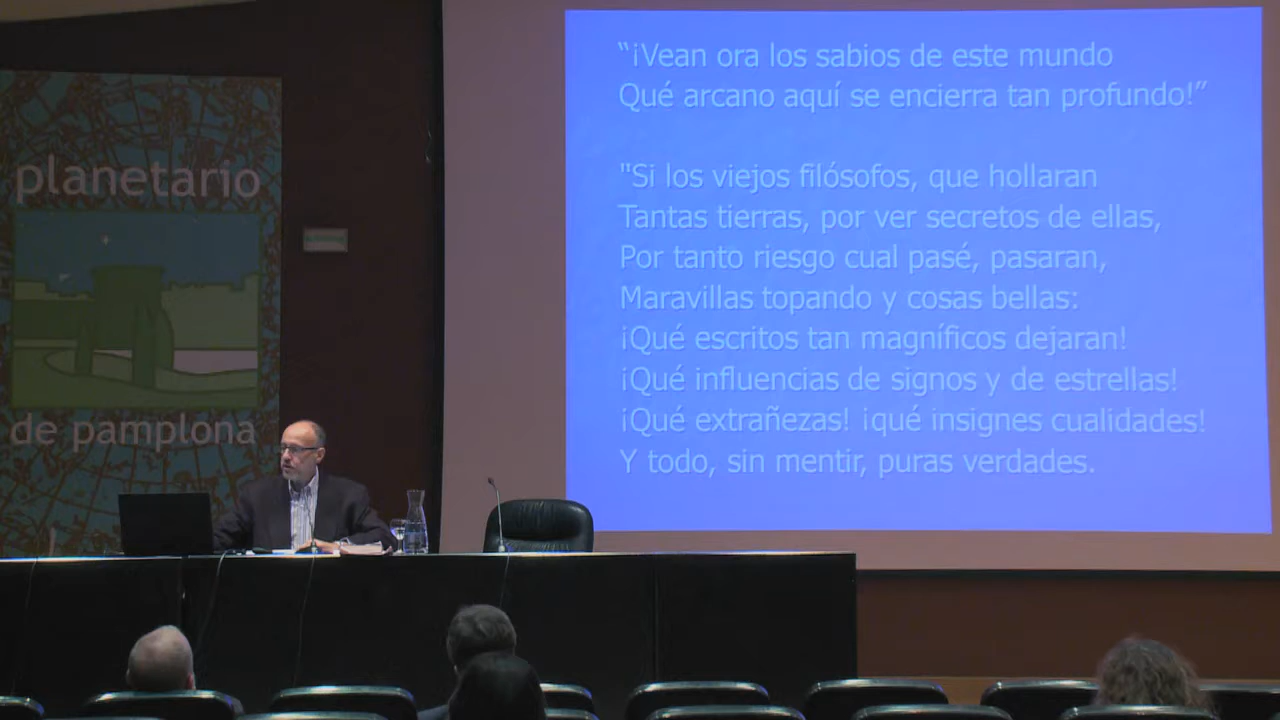 planetario
de pamplona
“¡Vean ora los sabios de este mundo
Qué arcano aquí se encierra tan profundo!”
"Si los viejos filósofos, que hollaran
Tantas tierras, por ver secretos de ellas,
Por tanto riesgo cual pasé, pasaran,
Maravillas topando y cosas bellas:
¡Qué escritos tan magníficos dejaran!
¡Qué influencias de signos y de estrellas!
¡Qué extrañezas! ¡qué insignes cualidades!
Y todo, sin mentir, puras verdades.